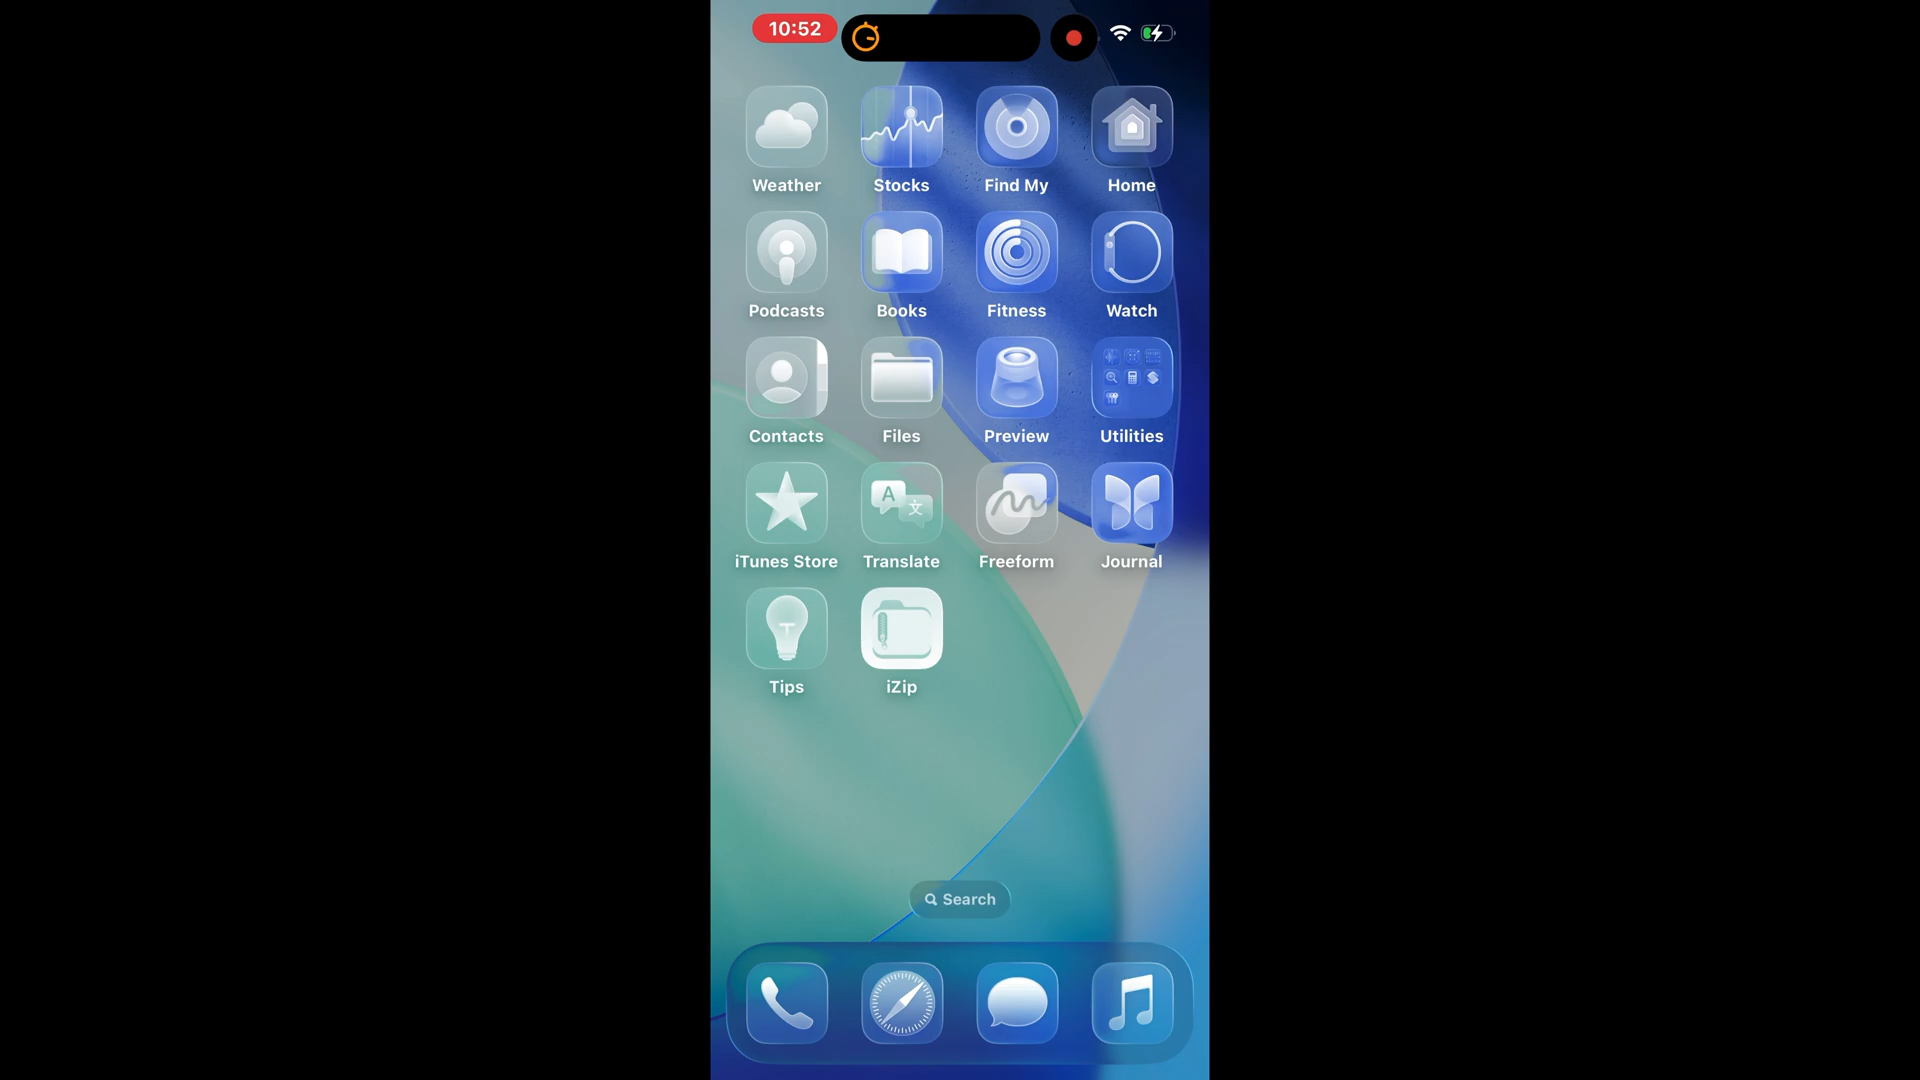 10:52
Weather Stocks Find My Home
Podcasts Books Fitness Watch
Contacts Files Preview Utilities
A 文
iTunes Store Translate Freeform Journal
Tips iZip
Search